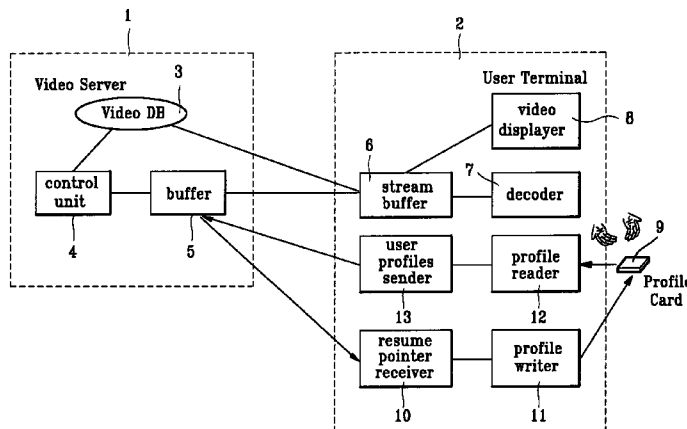 1
2
Video Server
User Terminal
3
Video DB
video
displayer
8
6
7
control
unit
buffer
stream
buffer
decoder
4
5
9
user
profiles
sender
profile
reader
Profile
Card
13
12
resume
pointer
receiver
profile
writer
10
11